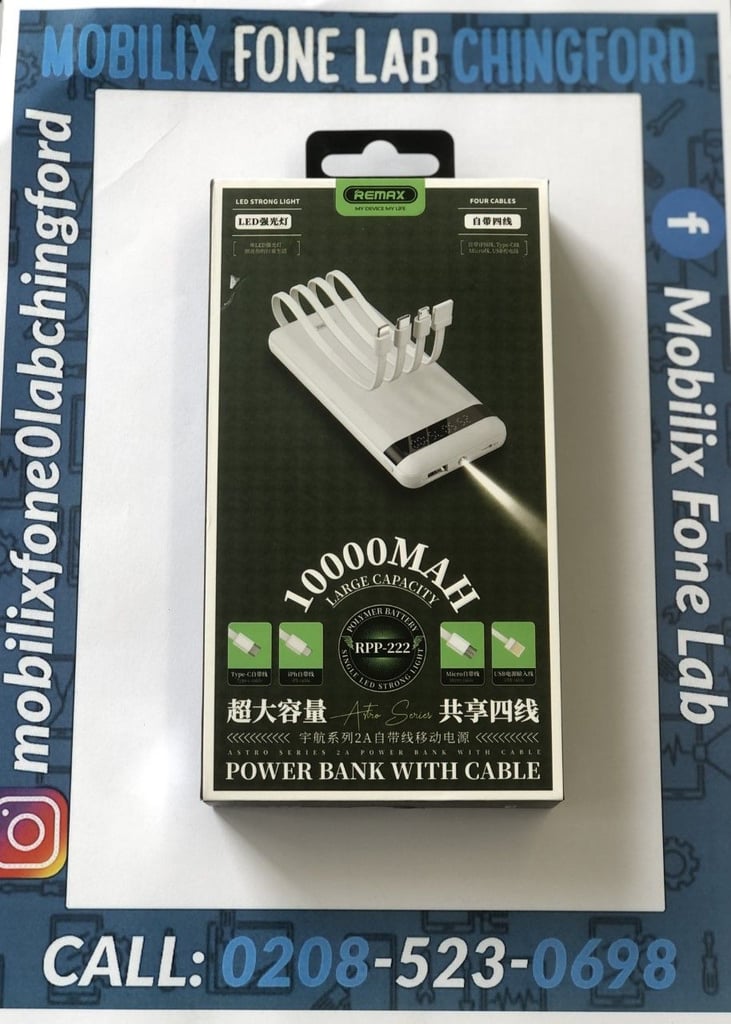 MOBILIX FONE LAB CHINGFORD
mobilixfone0labchingford
f
Mobilix Fone Lab
REMAX
MY DEVICE MY LIFE
LED STRONG LIGHT
LED强光灯
FOUR CABLES
自带四线
10000MAH
LARGE CAPACITY
POLYMER BATTERY
RPP-222
SINGLE LED STRONG LIGHT
Type-C自带线
iPh自带线
Micro自带线
USB电源输入线
超大容量 Astro Series 共享四线
宇航系列2A自带线移动电源
ASTRO SERIES 2A POWER BANK WITH CABLE
POWER BANK WITH CABLE
CALL: 0208-523-0698